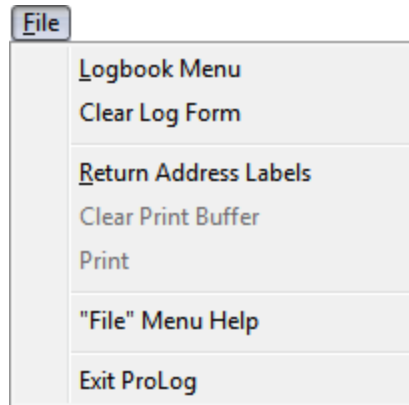 File
Logbook Menu
Clear Log Form
Return Address Labels
Clear Print Buffer
Print
"File" Menu Help
Exit ProLog